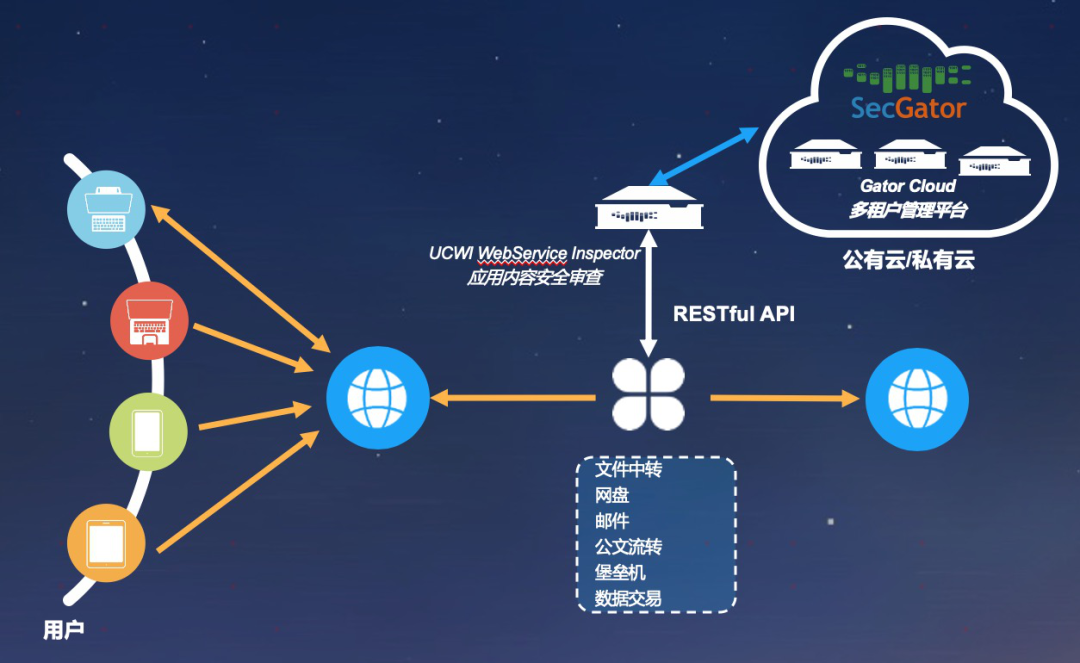 SecGator
Gator Cloud
多租户管理平台
公有云/私有云
UCWI WebService Inspector
应用内容安全审查
RESTful API
文件中转
网盘
邮件
公文流转
堡垒机
数据交易
用户